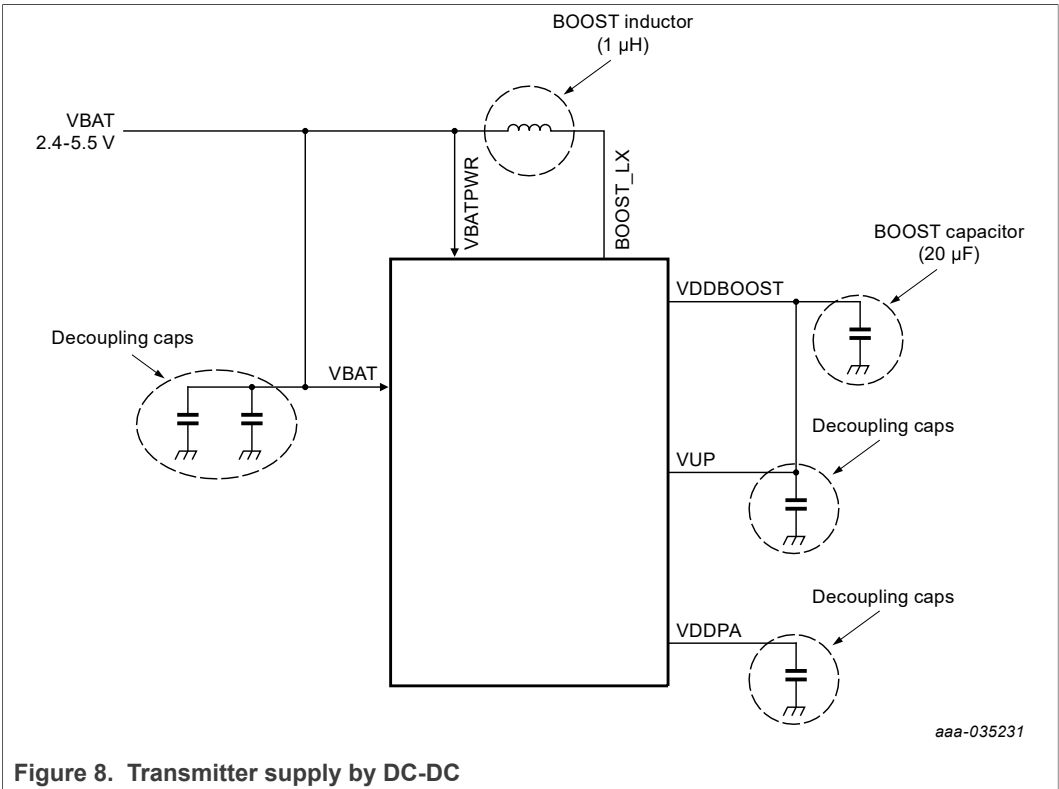 BOOST inductor
(1 µH)
VBAT
2.4-5.5 V
VBATPWR
BOOST_LX
BOOST capacitor
(20 µF)
VDDBOOST
Decoupling caps
VBAT
Decoupling caps
VUP
Decoupling caps
VDDPA
aaa-035231
Figure 8. Transmitter supply by DC-DC